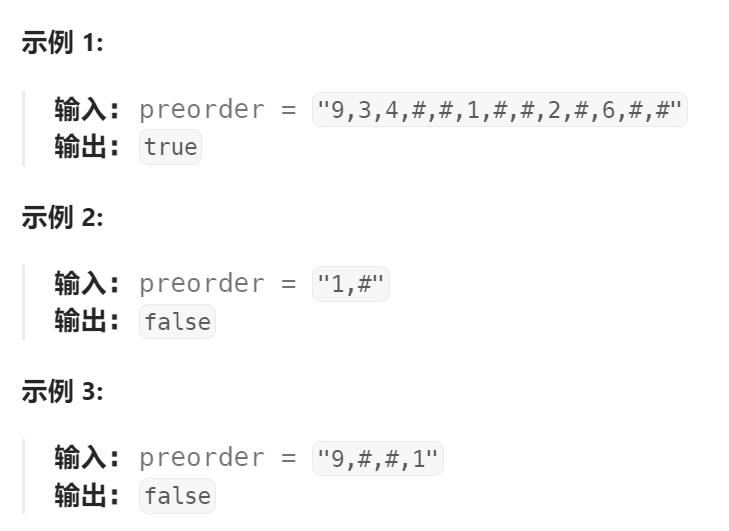 示例 1:
输入： preorder = "9,3,4,#,#,1,#,#,2,#,6,#,#"
输出： true
示例 2:
输入： preorder = "1,#"
输出： false
示例 3:
输入： preorder = "9,#,#,1"
输出： false